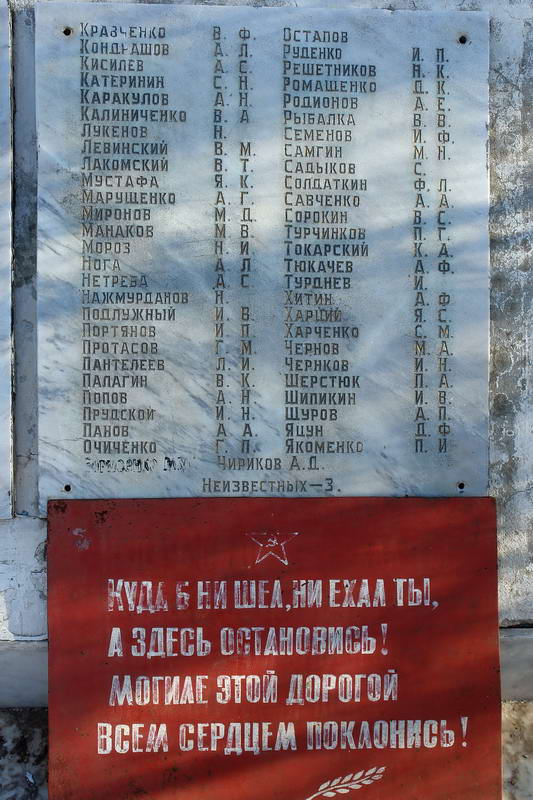 Кравченко В. Ф.
Кондрашов А. Л.
Кисилев А. С.
Катеринин С. Н.
Каракулов А. Н.
Калиниченко В. А
Лукенов Н.
Левинский В. М.
Лакомский В. Т.
Мустафа Я. К.
Марущенко А. Г.
Миронов М. Д.
Манаков М. В.
Мороз Н. И
Нога А. Л
Нетрева А. С
Нажмурданов Н.
Подлужный И. В.
Портянов И. П.
Протасов Г. М.
Пантелеев Л. И.
Палагин В. К.
Попов А. Н
Прудской И. Н.
Панов А. А.
Очиченко Г. П.
Остапов
Руденко И. П.
Решетников Н. К.
Ромащенко Д. К
Родионов А. Е.
Рыбалка В. В.
Семенов И. Ф.
Самгин М. Н.
Садыков С.
Солдаткин Ф. Л.
Савченко А. А.
Сорокин В. С.
Турчинков П. Г.
Токарский К. А.
Тюкачев А. Ф.
Турднев И.
Хитин А. Ф
Харций Я. С.
Харченко С. М
Чернов М. А.
Чернков И. Н.
Шерстюк П. А.
Шипикин И. В.
Щуров А. П.
Яцун Д. Ф
Якоменко П. И
Чириков А. Д.
Неизвестных—3.
Куда б ни шел, ни ехал ты,
а здесь остановись!
Могиле этой дорогой
всем сердцем поклонись!